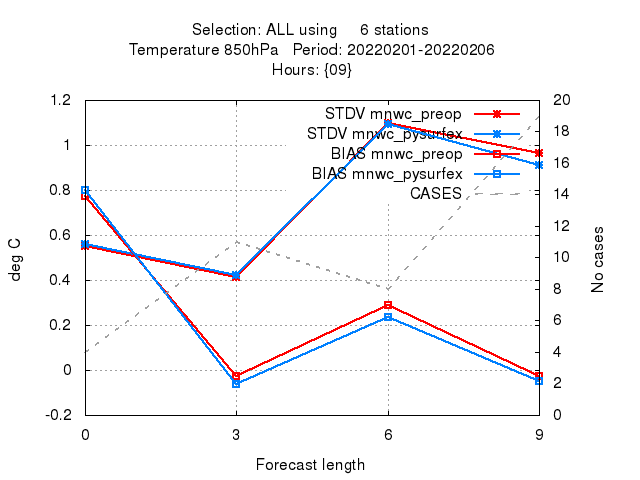 Selection: ALL using 6 stations
Temperature 850hPa Period: 20220201-20220206
Hours: {09}
STDV mnwc_preop
STDV mnwc_pysurfex
BIAS mnwc_preop
BIAS mnwc_pysurfex
CASES
1.2
1
0.8
0.6
0.4
0.2
0
-0.2
deg C
20
18
16
14
12
10
8
6
4
2
0
No cases
0 3 6 9
Forecast length